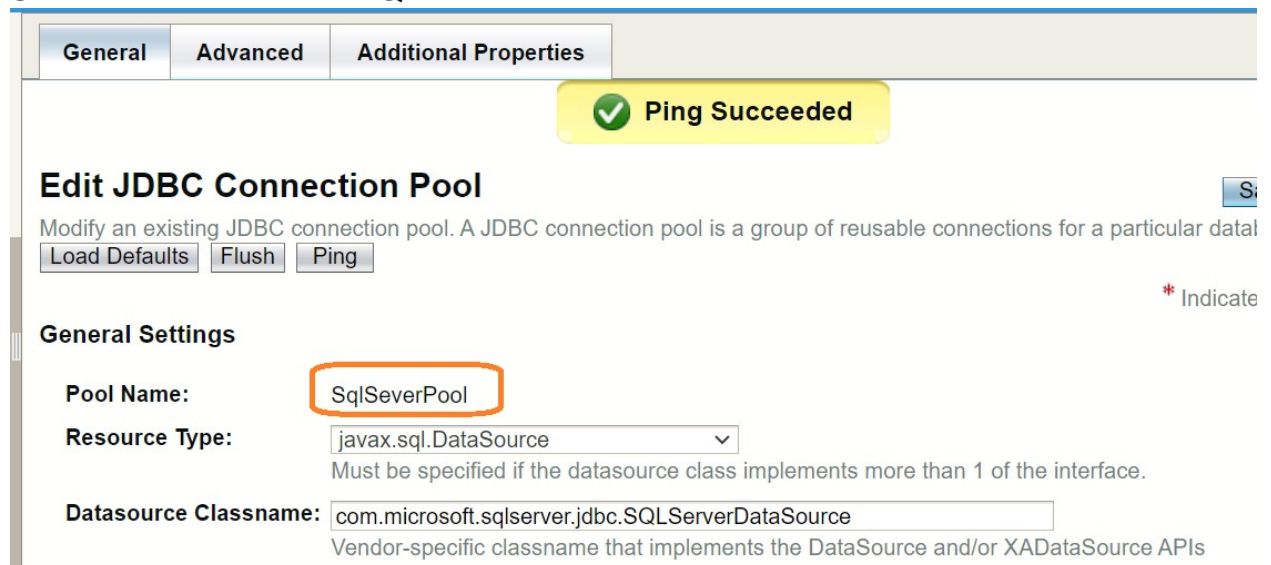 General Advanced Additional Properties
Ping Succeeded
Edit JDBC Connection Pool
Modify an existing JDBC connection pool. A JDBC connection pool is a group of reusable connections for a particular
Load Defaults Flush Ping
* Indicate
General Settings
Pool Name: SqlSeverPool
Resource Type: javax.sql.DataSource
Must be specified if the datasource class implements more than 1 of the interface.
Datasource Classname: com.microsoft.sqlserver.jdbc.SQLServerDataSource
Vendor-specific classname that implements the DataSource and/or XADataSource APIs